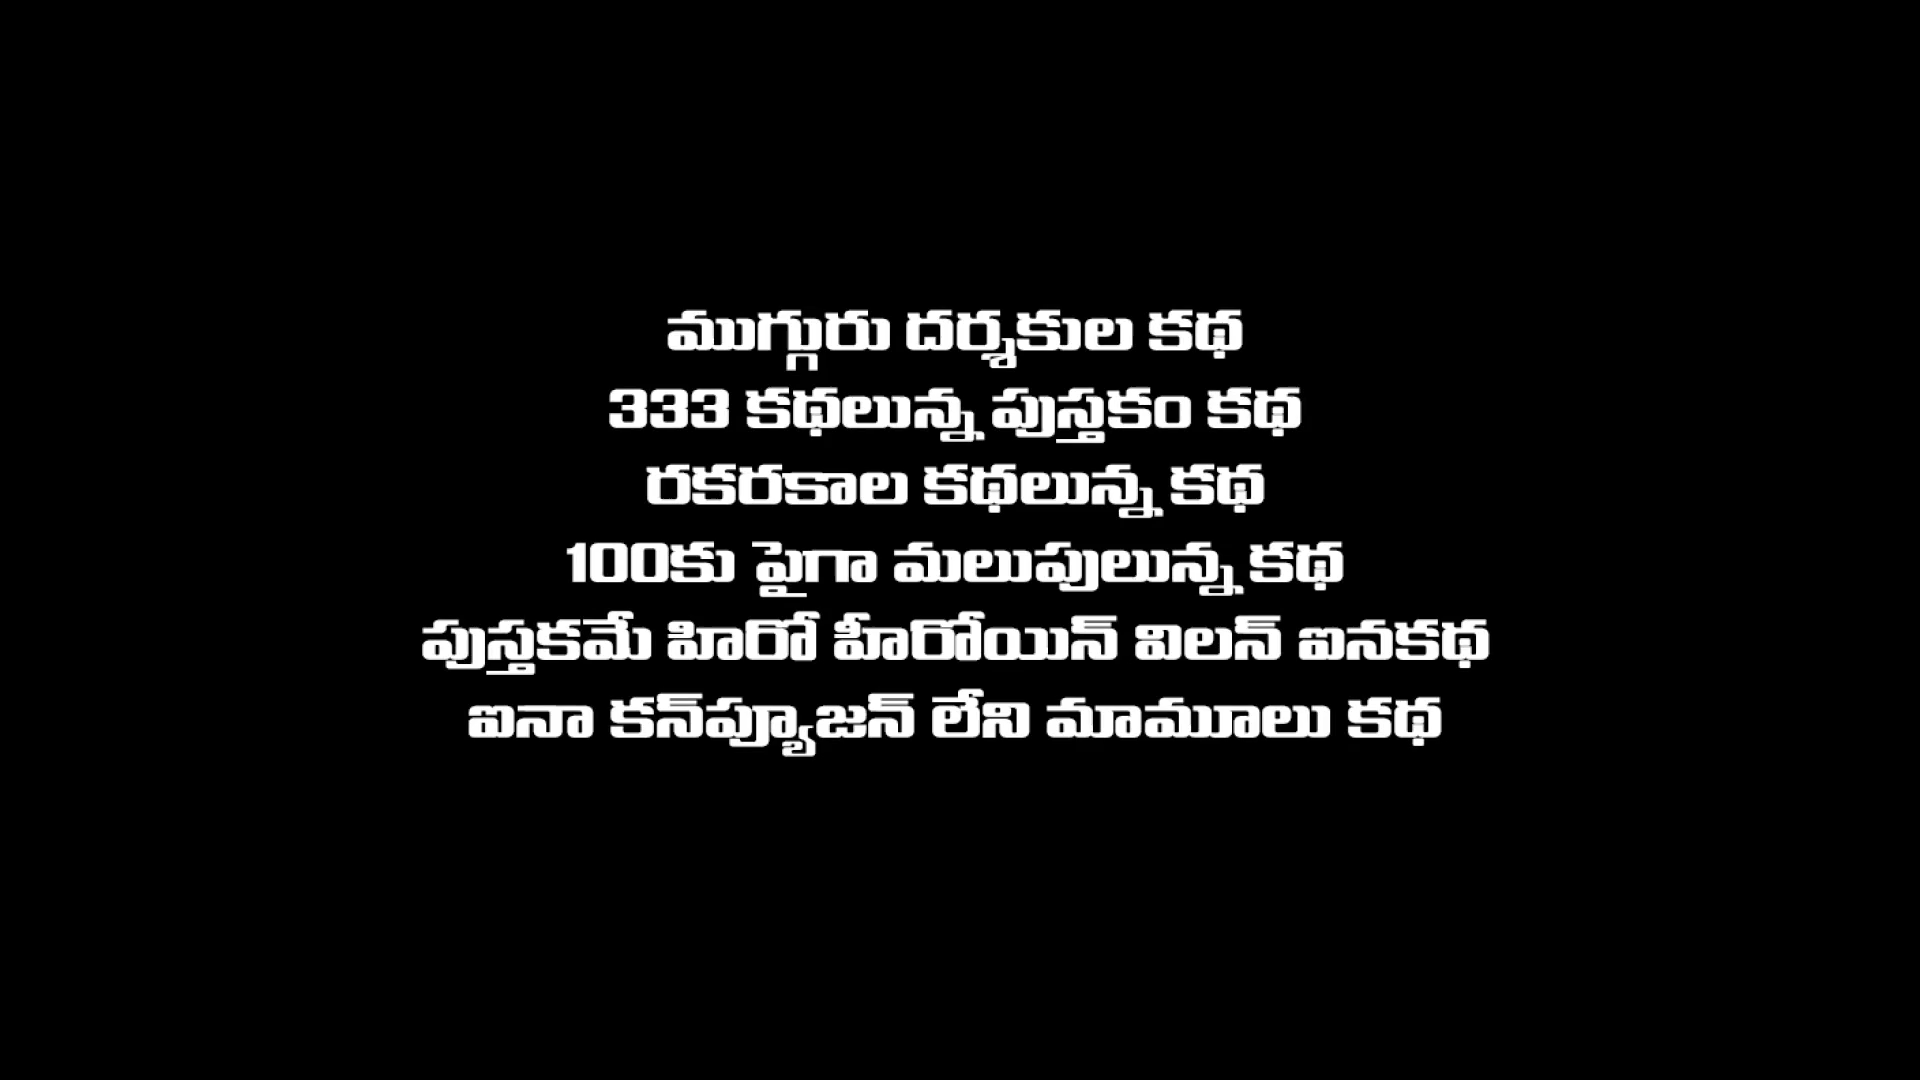 ముగ్గురు దర్శకుల కథ
333 కథలున్న పుస్తకం కథ
రకరకాల కథలున్న కథ
100కు పైగా మలుపులున్న కథ
పుస్తకమే హిరో హీరోయిన్ విలన్ ఐనకథ
ఐనా కన్‌ప్యూజన్ లేని మామూలు కథ